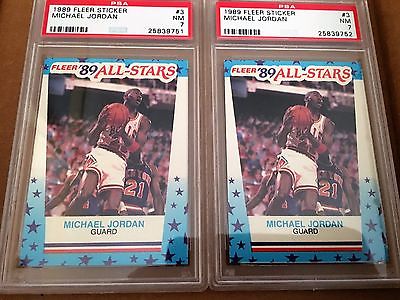 PSA
1989 FLEER STICKER #3
MICHAEL JORDAN NM
7
25839751
FLEER '89 ALL-STARS
21
MICHAEL JORDAN
GUARD
PSA
1989 FLEER STICKER #3
MICHAEL JORDAN NM
7
25839752
FLEER '89 ALL-STARS
21
MICHAEL JORDAN
GUARD